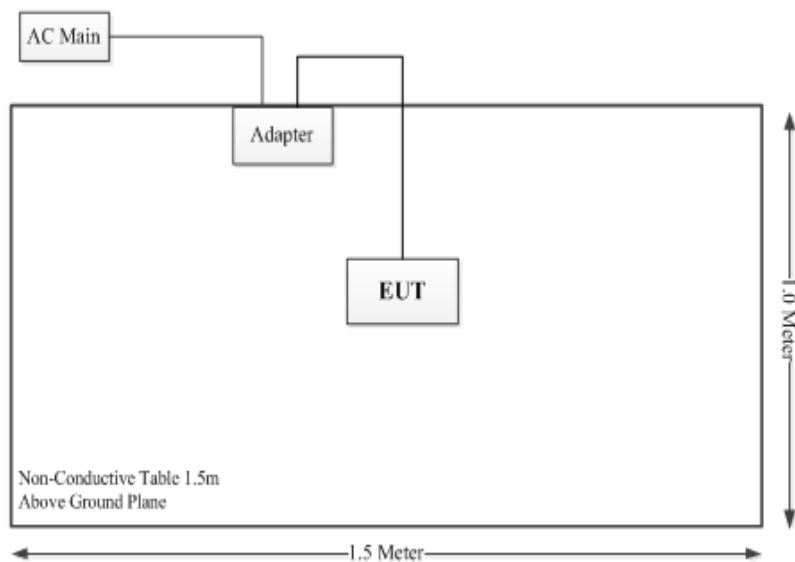 AC Main
Adapter
EUT
1.0 Meter
Non-Conductive Table 1.5m
Above Ground Plane
1.5 Meter